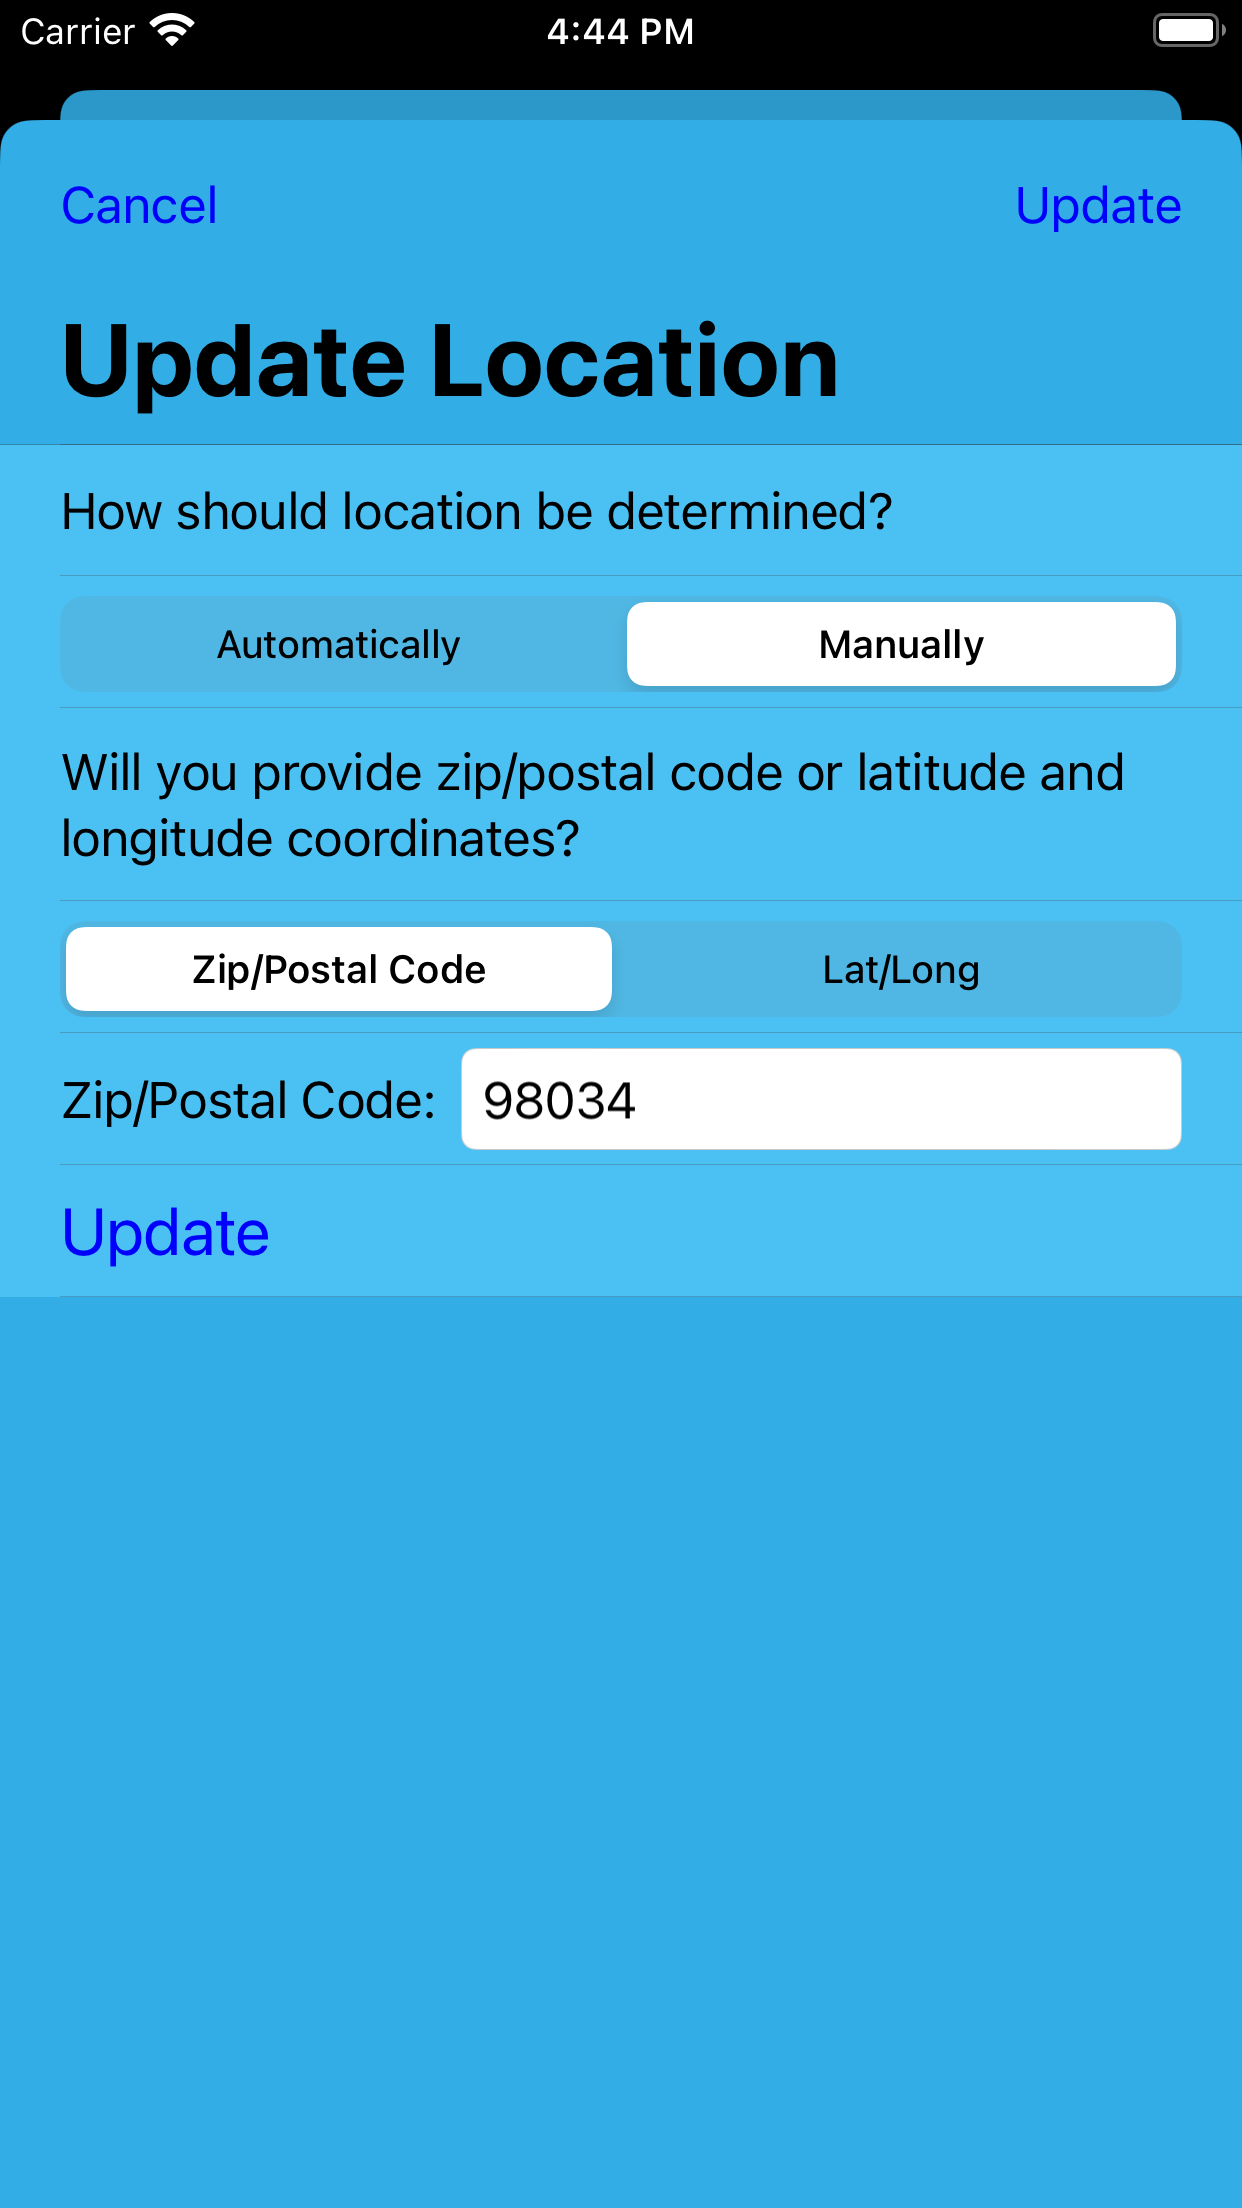 Carrier 4:44 PM
Cancel Update
Update Location
How should location be determined?
Automatically Manually
Will you provide zip/postal code or latitude and
longitude coordinates?
Zip/Postal Code Lat/Long
Zip/Postal Code: 98034
Update